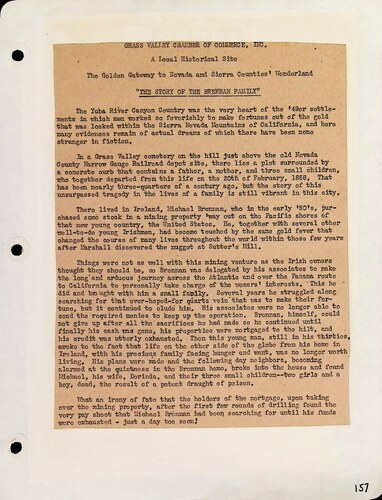 GRASS VALLEY CHAMBER OF COMMERCE, INC.
A Local Historical Site
The Golden Gateway to Nevada and Sierra Counties' Wonderland
"THE STORY OF THE BRENNAN FAMILY"
The Yuba River Canyon Country was the very heart of the '49er settle-
ments in which men worked so feverishly to make fortunes out of the gold
that was locked within the Sierra Nevada Mountains of California, and here
many evidences remain of actual dreams of which there have been none
stranger in fiction.
In a Grass Valley cemetery on the hill just above the old Nevada
County Narrow Gauge Railroad depot site, there lies a plot surrounded by
a concrete curb that contains a father, a mother, and three small children,
who together departed from this life on the 20th of February, 1858. That
has been nearly three-quarters of a century ago, but the story of this
unsurpassed tragedy in the lives of a family is still vibrant in this city.
There lived in Ireland, Michael Brennan, who in the early '50's, pur-
chased some stock in a mining property 'way out on the Pacific shores of
that new young country, the United States. He, together with several other
well-to-do young Irishmen, had become touched by the same gold fever that
changed the course of many lives throughout the world within those few years
after Marshall discovered the nugget at Sutter's Mill.
Things were not as well with this mining venture as the Irish owners
thought they should be, so Brennan was delegated by his associates to make
the long and arduous journey across the Atlantic and over the Panama route
to California to personally take charge of the owners' interests. This he
did and brought with him a small family. Several years he struggled along
searching for that ever-hoped-for quartz vein that was to make their for-
tune, but it continued to elude him. His associates were no longer able to
send the required monies to keep up the operation. Brennan, himself, could
not give up after all the sacrifices he had made so he continued until
finally his cash was gone, his properties were mortgaged to the hilt, and
his credit was utterly exhausted. Then this young man, still in his thirties,
awoke to the fact that life on the other side of the globe from his home in
Ireland, with his precious family facing hunger and want, was no longer worth
living. His plans were made and the following day neighbors, becoming
alarmed at the quietness in the Brennan home, broke into the house and found
Michael, his wife, Dorinda, and their three small children--two girls and a
boy, dead, the result of a potent draught of poison.
What an irony of fate that the holders of the mortgage, upon taking
over the mining property, after the first few rounds of drilling found the
very pay shoot that Michael Brennan had been searching for until his funds
were exhausted - just a day too soon!
157